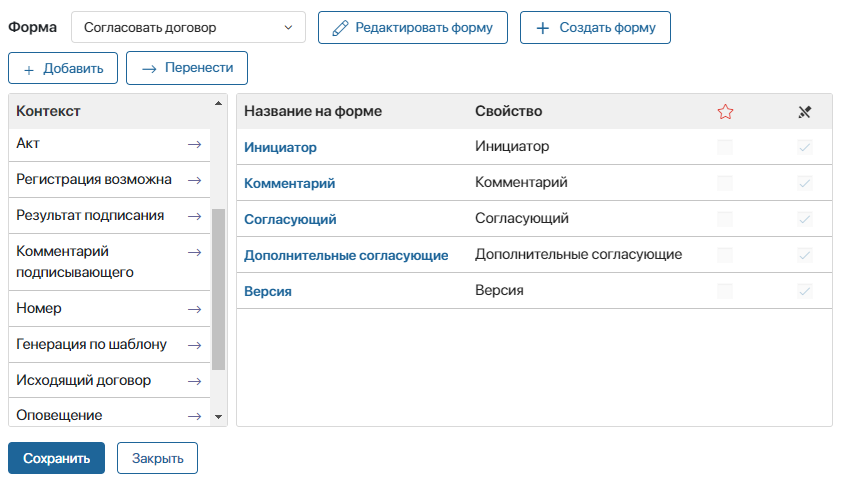 Форма Согласовать договор Редактировать форму + Создать форму
+ Добавить → Перенести
Контекст
Акт →
Регистрация возможна →
Результат подписания →
Комментарий →
подписывающего
Номер →
Генерация по шаблону →
Исходящий договор →
Оповещение →
Название на форме Свойство
Инициатор Инициатор
Комментарий Комментарий
Согласующий Согласующий
Дополнительные согласующие Дополнительные согласующие
Версия Версия
Сохранить Закрыть